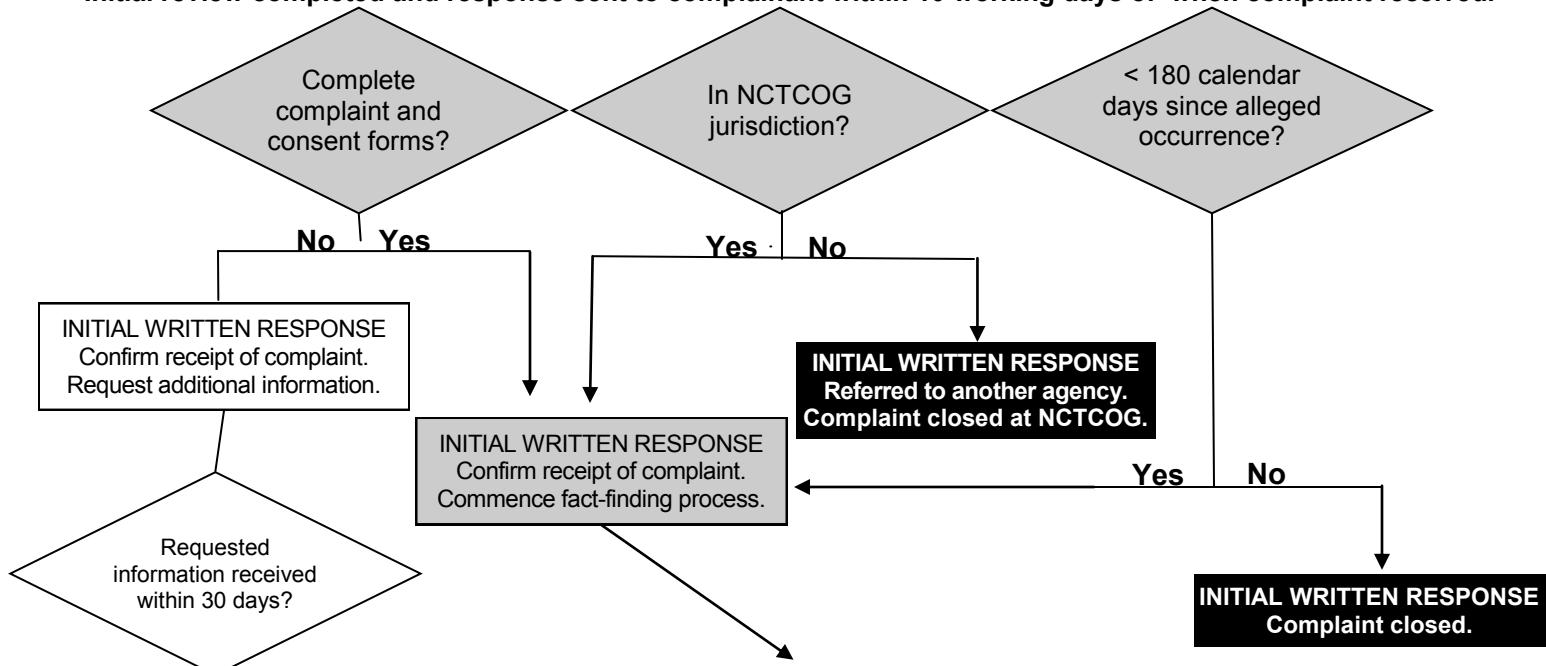 Complete
complaint and
consent forms?
In NCTCOG
jurisdiction?
< 180 calendar
days since alleged
occurrence?
No Yes
Yes No
INITIAL WRITTEN RESPONSE
Confirm receipt of complaint.
Request additional information.
INITIAL WRITTEN RESPONSE
Referred to another agency.
Complaint closed at NCTCOG.
INITIAL WRITTEN RESPONSE
Confirm receipt of complaint.
Commence fact-finding process.
Yes No
Requested
information received
within 30 days?
INITIAL WRITTEN RESPONSE
Complaint closed.